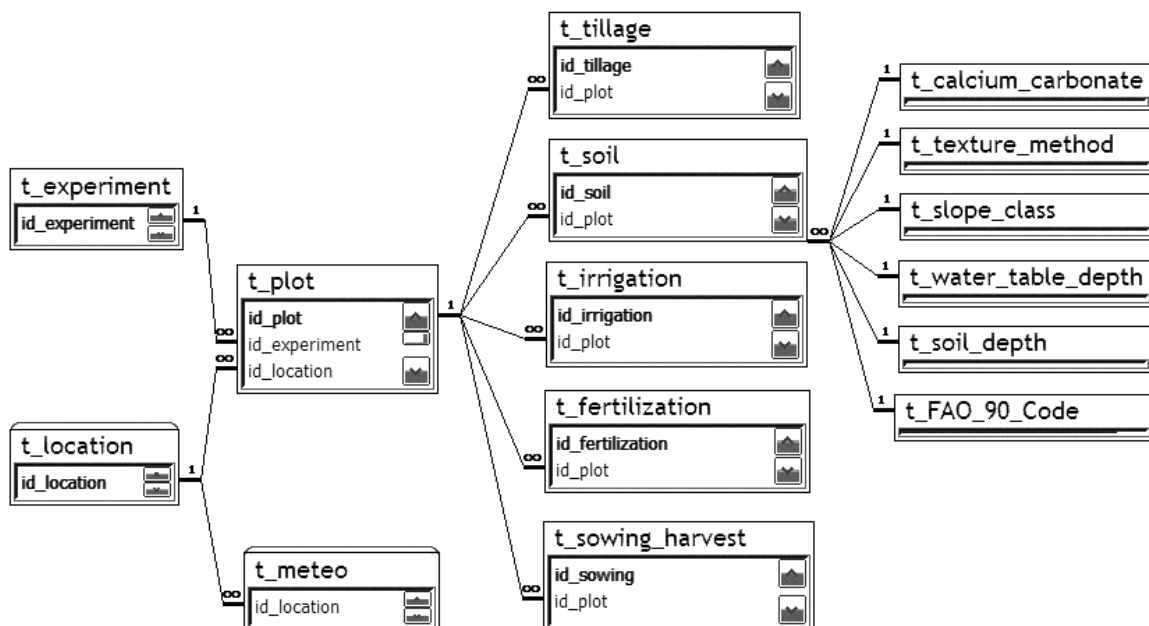 t_experiment
id_experiment
1
∞
t_location
id_location
1
∞
t_plot
id_plot
id_experiment
id_location
1
∞
t_meteo
id_location
∞
t_tillage
id_tillage
id_plot
∞
t_soil
id_soil
id_plot
∞
∞
t_irrigation
id_irrigation
id_plot
∞
t_fertilization
id_fertilization
id_plot
∞
t_sowing_harvest
id_sowing
id_plot
1
t_calcium_carbonate
1
t_texture_method
1
t_slope_class
1
t_water_table_depth
1
t_soil_depth
1
t_FAO_90_Code